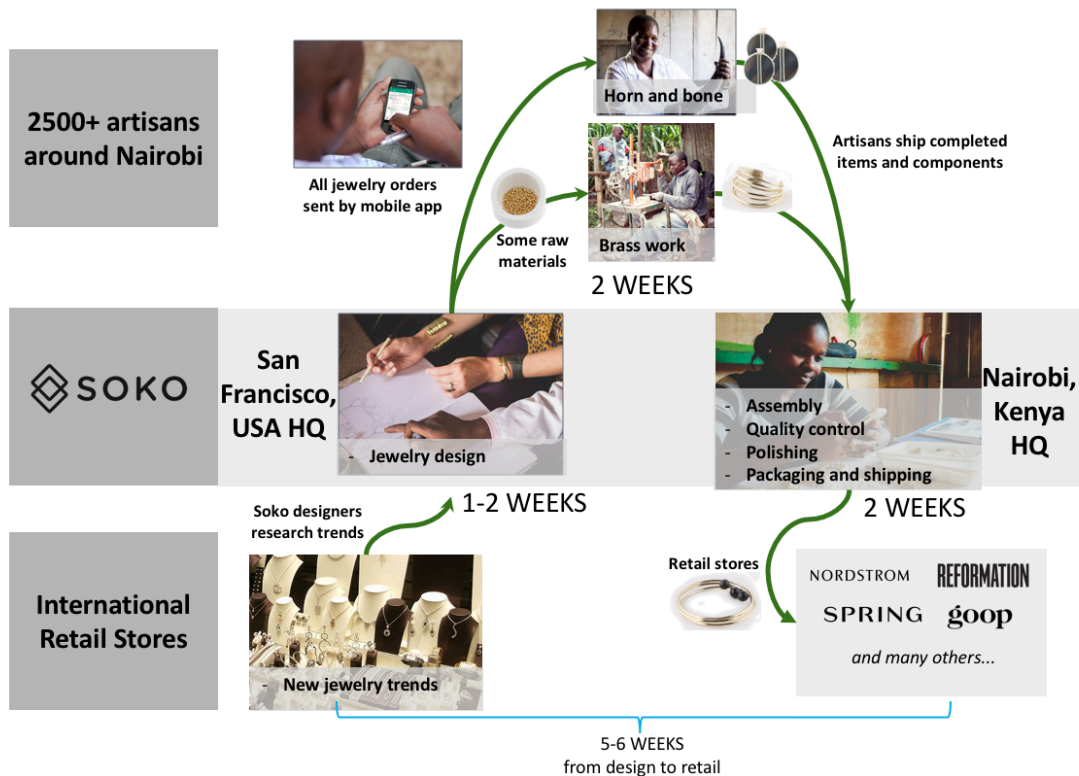 2500+ artisans
around Nairobi
All jewelry orders
sent by mobile app
Horn and bone
Some raw
materials
Brass work
2 WEEKS
Artisans ship completed
items and components
SOKO
San
Francisco,
USA HQ
- Jewelry design
1-2 WEEKS
- Assembly
- Quality control
- Polishing
- Packaging and shipping
Nairobi,
Kenya
HQ
2 WEEKS
International
Retail Stores
Soko designers
research trends
- New jewelry trends
Retail stores
NORDSTROM
REFORMATION
SPRING
goop
and many others...
5-6 WEEKS
from design to retail